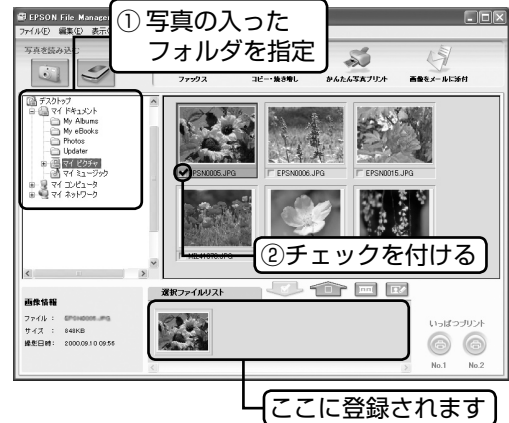 EPSON File Manager
① 写真の入った
フォルダを指定
ファイル(F) 編集(E) 表示
写真を読み込む
ファックス
コピー・焼き増し
かんたん写真プリント
画像をメールに添付
デスクトップ
マイ ドキュメント
My Albums
My eBooks
Photos
Updater
マイ ピクチャ
マイ ミュージック
マイ コンピュータ
マイ ネットワーク
EPSN0005.JPG
EPSN0006.JPG
EPSN0015.JPG
②チェックを付ける
選択ファイルリスト
画像情報
ファイル : EPSN0005.JPG
サイズ : 848KB
撮影日時: 2000.09.10 09:56
いっぱつプリント
No.1
No.2
ここに登録されます